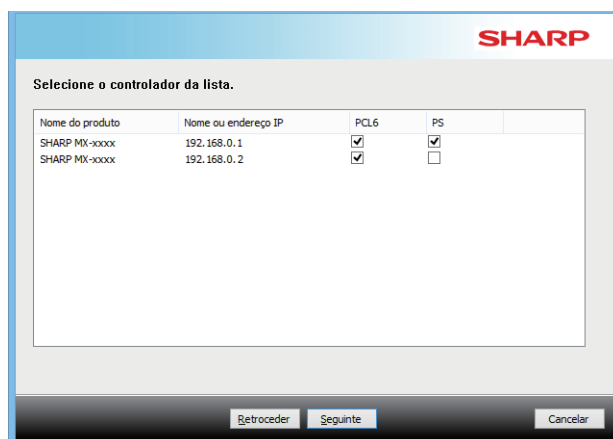 SHARP
Selecione o controlador da lista.
Nome do produto Nome ou endereço IP PCL6 PS
SHARP MX-xxxx 192.168.0.1
SHARP MX-xxxx 192.168.0.2
Retroceder Seguinte Cancelar